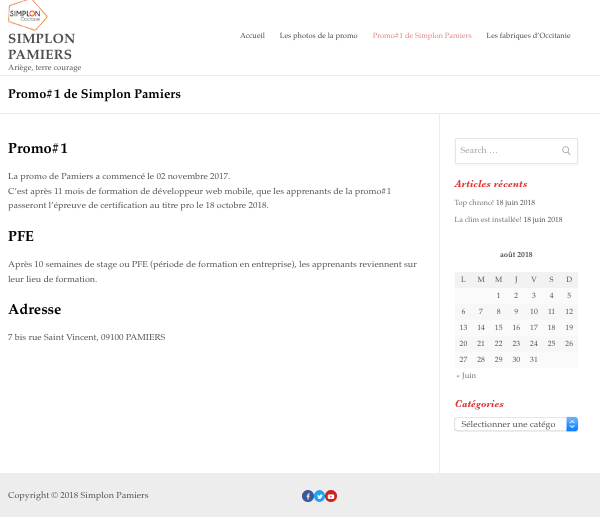 SIMPLON
Occitanie
SIMPLON
PAMIERS
Ariège, terre courage
Accueil Les photos de la promo Promo#1 de Simplon Pamiers Les fabriques d'Occitanie
Promo#1 de Simplon Pamiers
Promo#1
La promo de Pamiers a commencé le 02 novembre 2017.
C'est après 11 mois de formation de développeur web mobile, que les apprenants de la promo#1
passeront l'épreuve de certification au titre pro le 18 octobre 2018.
PFE
Après 10 semaines de stage ou PFE (période de formation en entreprise), les apprenants reviennent sur
leur lieu de formation.
Adresse
7 bis rue Saint Vincent, 09100 PAMIERS
Search …
Articles récents
Top chrono! 18 juin 2018
La clim est installée! 18 juin 2018
août 2018
L M M J V S D
1 2 3 4 5
6 7 8 9 10 11 12
13 14 15 16 17 18 19
20 21 22 23 24 25 26
27 28 29 30 31
« Juin
Catégories
Sélectionner une catégo
Copyright © 2018 Simplon Pamiers